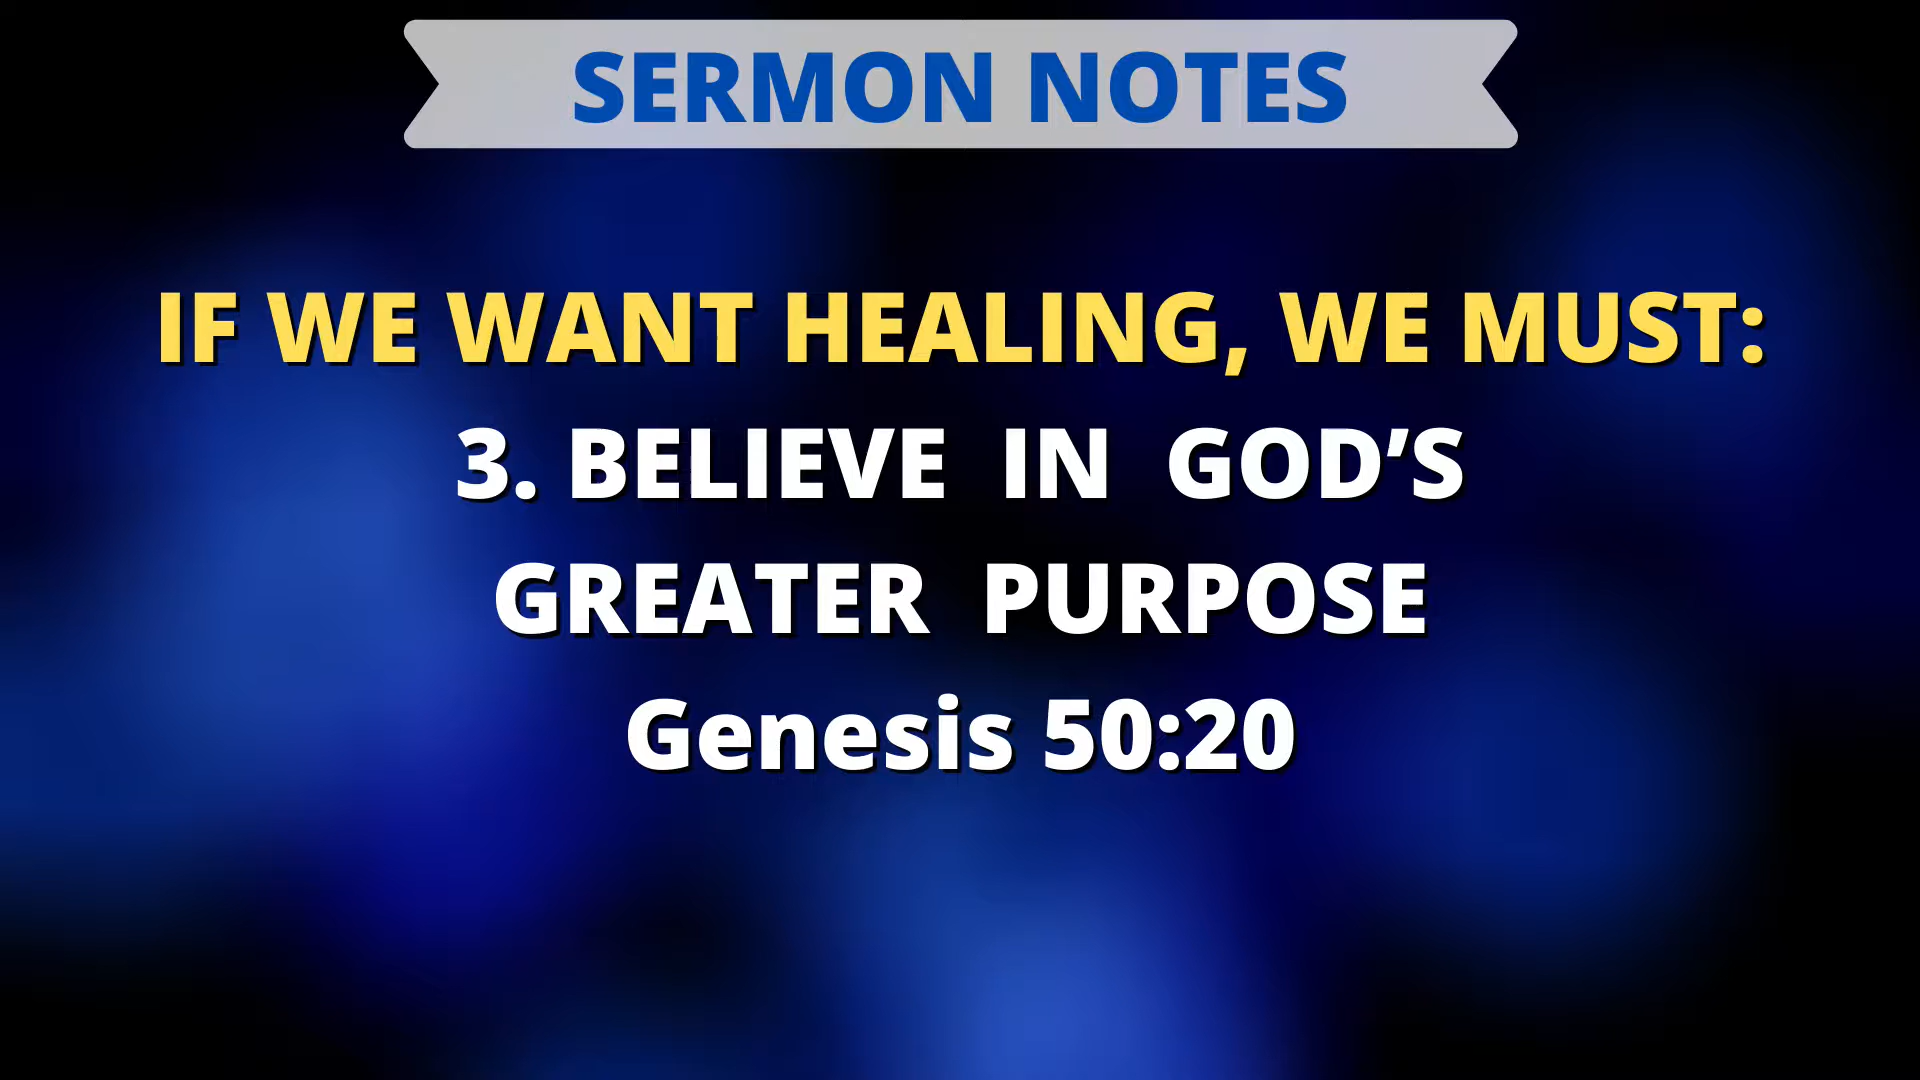 SERMON NOTES
IF WE WANT HEALING, WE MUST:
3. BELIEVE IN GOD’S
GREATER PURPOSE
Genesis 50:20